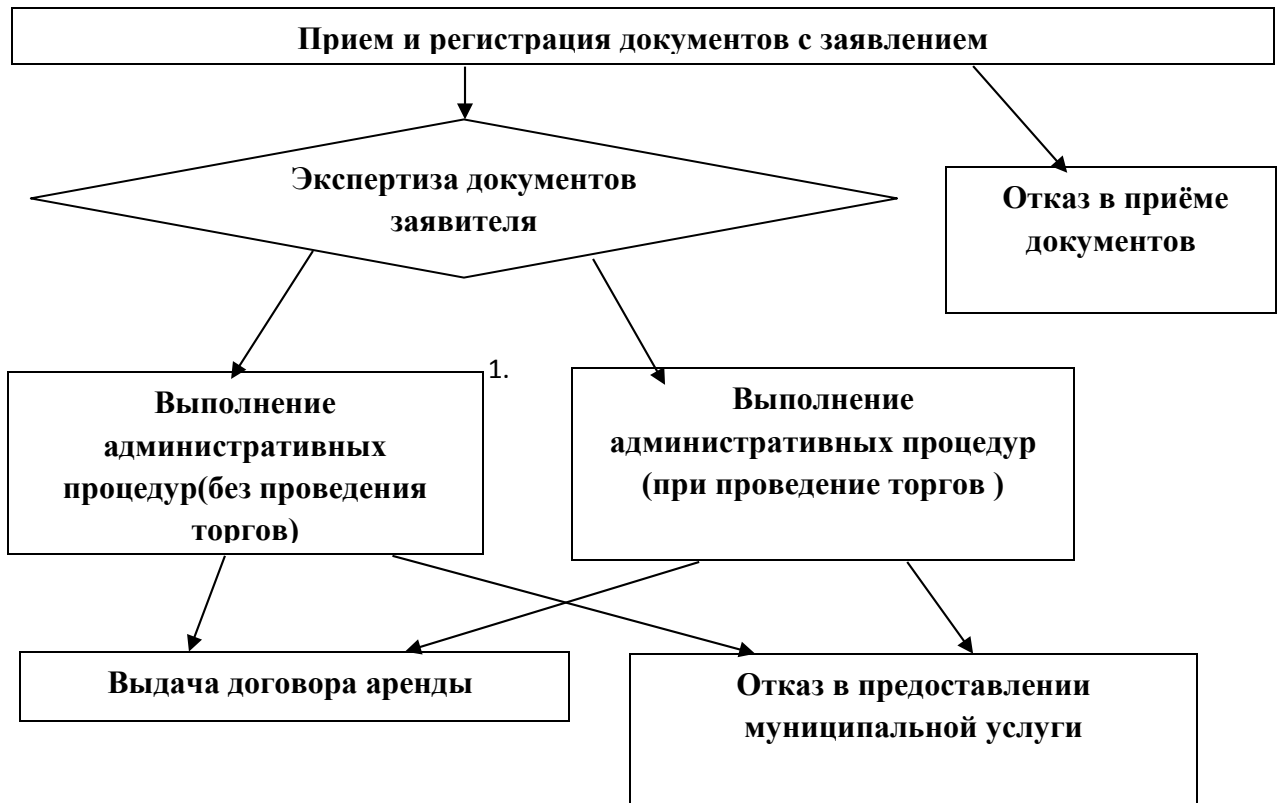 Прием и регистрация документов с заявлением
Экспертиза документов
заявителя
Отказ в приёме
документов
1.
Выполнение
административных
процедур(без проведения
торгов)
Выполнение
административных процедур
(при проведение торгов )
Выдача договора аренды
Отказ в предоставлении
муниципальной услуги